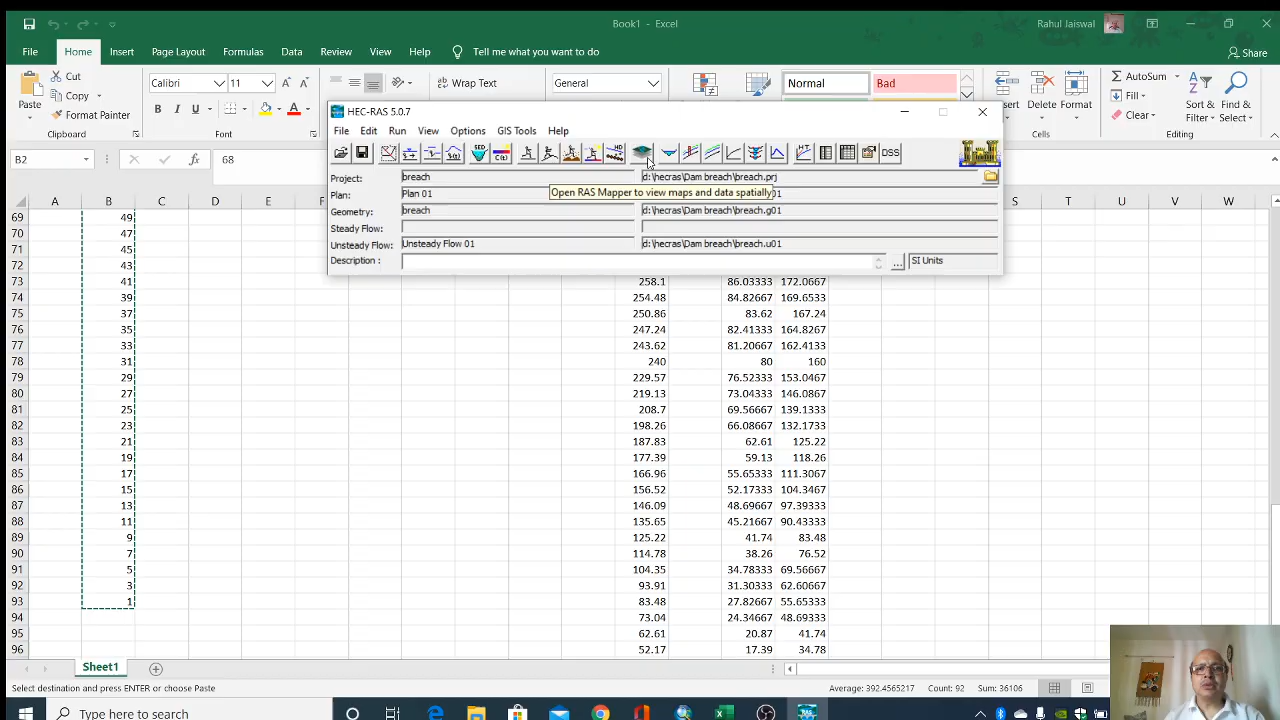 Book1 - Excel
Rahul Jaiswal
File Home Insert Page Layout Formulas Data Review View Help Tell me what you want to do Share
Cut
Copy
Format Painter
Paste
Clipboard
Calibri 11
B I U
A
Wrap Text
General
Normal Bad
Cells
AutoSum
Fill
Clear
Sort & Find &
Filter Select
Editing
B2 68
HEC-RAS 5.0.7
File Edit Run View Options GIS Tools Help
DSS
Project: breach d:\hecras\Dam breach\breach.prj
Plan: Plan 01
Open RAS Mapper to view maps and data spatially
Geometry: breach d:\hecras\Dam breach\breach.g01
Steady Flow:
Unsteady Flow: Unsteady Flow 01 d:\hecras\Dam breach\breach.u01
Description : ... SI Units
A B C D E F S T U V W
69 49
70 47
71 45
72 43
73 41 258.1 86.03333 172.0667
74 39 254.48 84.82667 169.6533
75 37 250.86 83.62 167.24
76 35 247.24 82.41333 164.8267
77 33 243.62 81.20667 162.4133
78 31 240 80 160
79 29 229.57 76.52333 153.0467
80 27 219.13 73.04333 146.0867
81 25 208.7 69.56667 139.1333
82 23 198.26 66.08667 132.1733
83 21 187.83 62.61 125.22
84 19 177.39 59.13 118.26
85 17 166.96 55.65333 111.3067
86 15 156.52 52.17333 104.3467
87 13 146.09 48.69667 97.39333
88 11 135.65 45.21667 90.43333
89 9 125.22 41.74 83.48
90 7 114.78 38.26 76.52
91 5 104.35 34.78333 69.56667
92 3 93.91 31.30333 62.60667
93 1 83.48 27.82667 55.65333
94 73.04 24.34667 48.69333
95 62.61 20.87 41.74
96 52.17 17.39 34.78
Sheet1
Select destination and press ENTER or choose Paste Average: 392.4565217 Count: 92 Sum: 36106
Type here to search